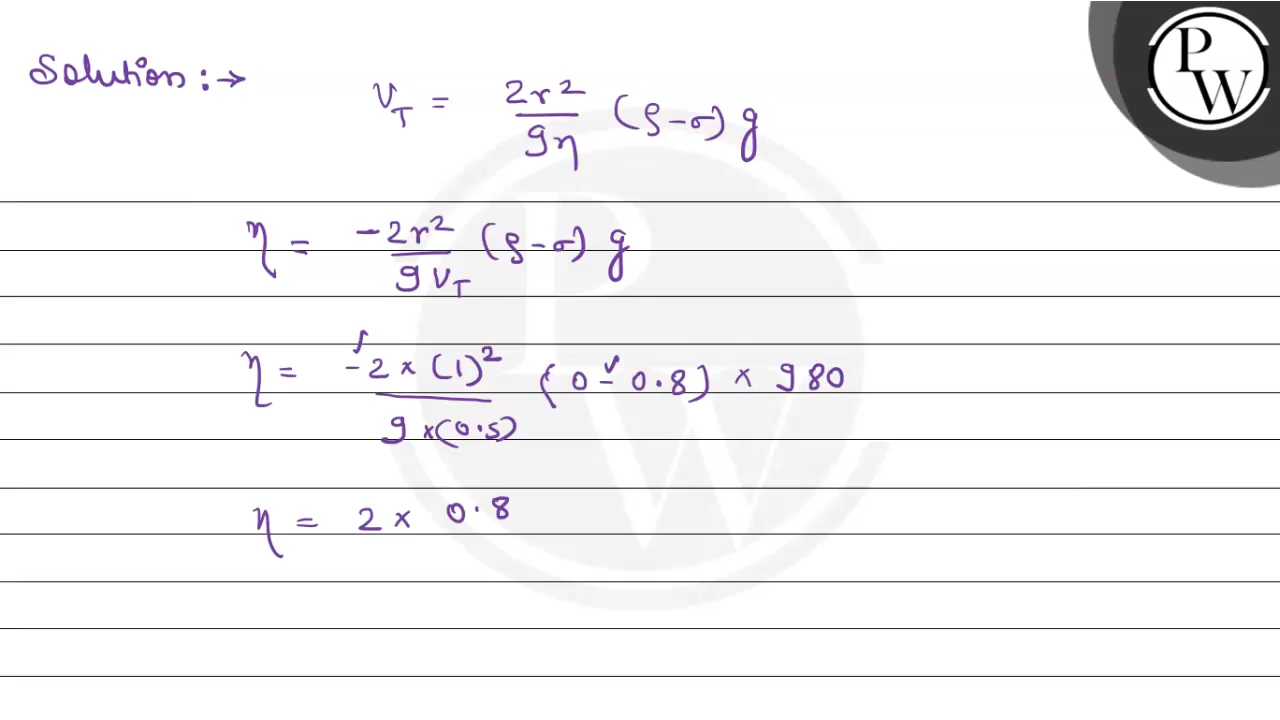 Solution :→
P
W
V_T = 2r²/9η (ρ-σ) g
η = -2r²/9V_T (ρ-σ) g
η = -2×(1)²/9×(0.5) (0-0.8) × 980
η = 2× 0.8